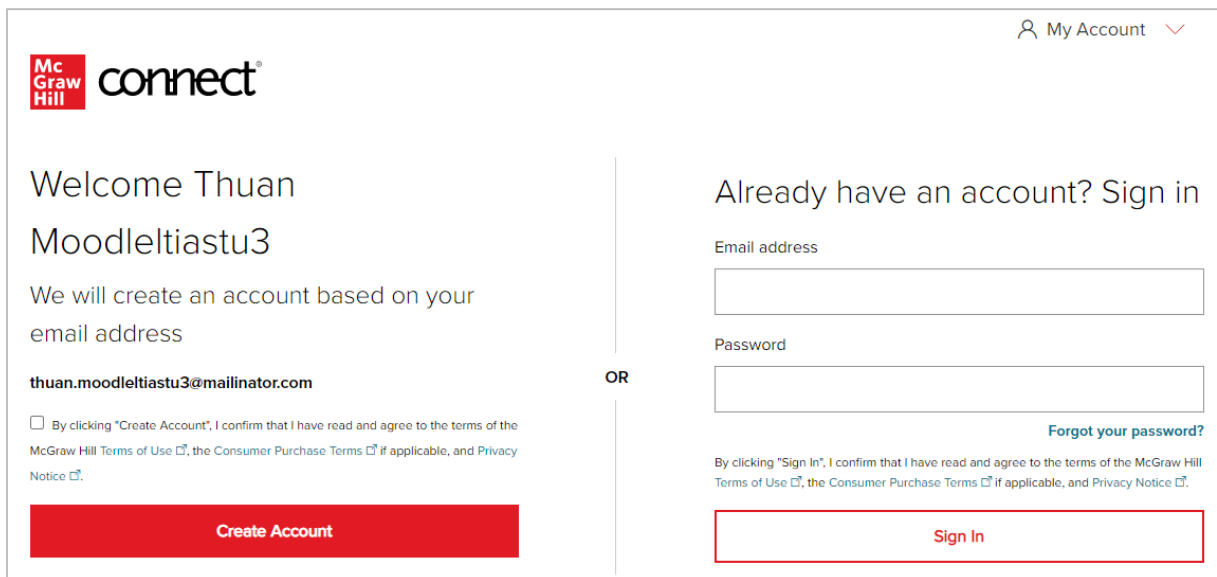 My Account
Mc
Graw
Hill
connect®
Welcome Thuan
Moodleltiastu3
We will create an account based on your
email address
thuan.moodleltiastu3@mailinator.com
By clicking "Create Account", I confirm that I have read and agree to the terms of the
McGraw Hill Terms of Use, the Consumer Purchase Terms if applicable, and Privacy
Notice.
Create Account
OR
Already have an account? Sign in
Email address
Password
Forgot your password?
By clicking "Sign In", I confirm that I have read and agree to the terms of the McGraw Hill
Terms of Use, the Consumer Purchase Terms if applicable, and Privacy Notice.
Sign In